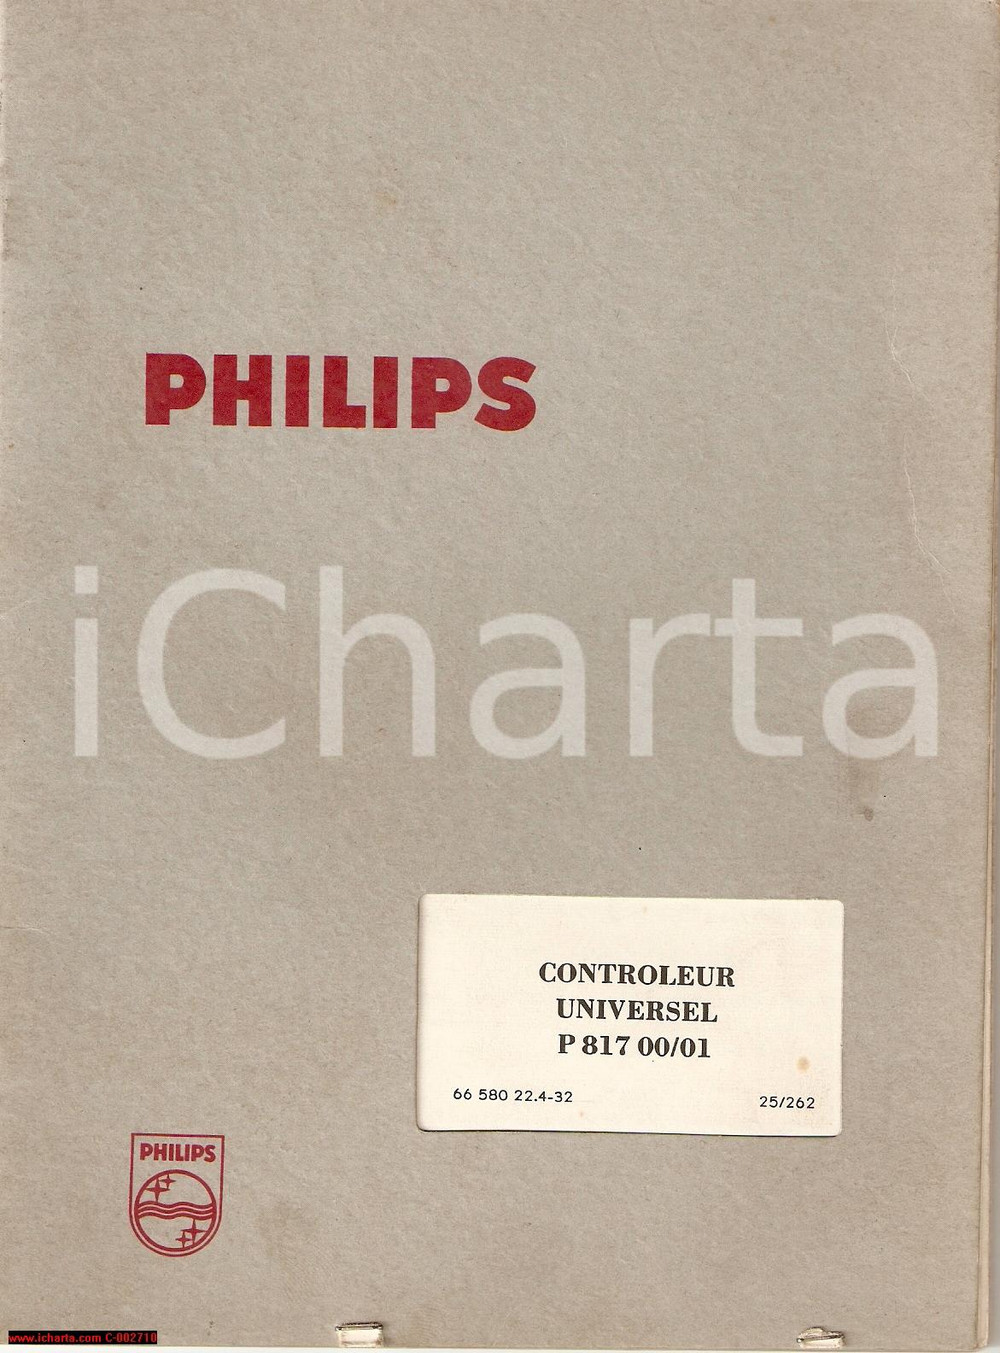 PHILIPS
iCharta
CONTROLEUR
UNIVERSEL
P 817 00/01
66 580 22.4-32
25/262
PHILIPS
www.icharta.com C-002710